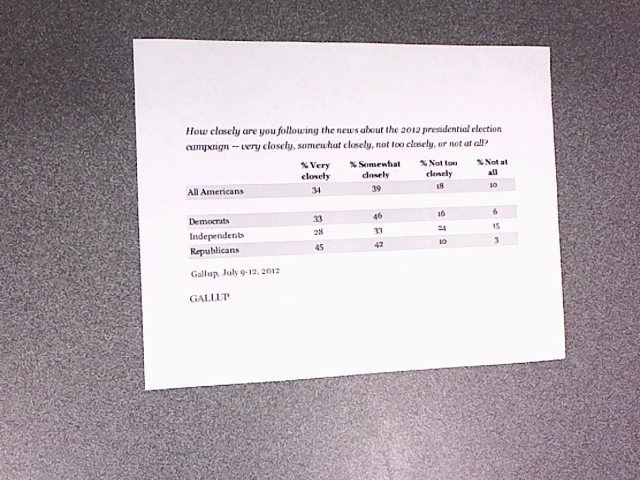 How closely are you following the news about the 2012 presidential election
campaign -- very closely, somewhat closely, not too closely, or not at all?
% Very closely % Somewhat closely % Not too closely % Not at all
All Americans 34 39 18 10
Democrats 33 46 16 6
Independents 28 33 24 15
Republicans 45 42 10 3
Gallup, July 9-12, 2012
GALLUP